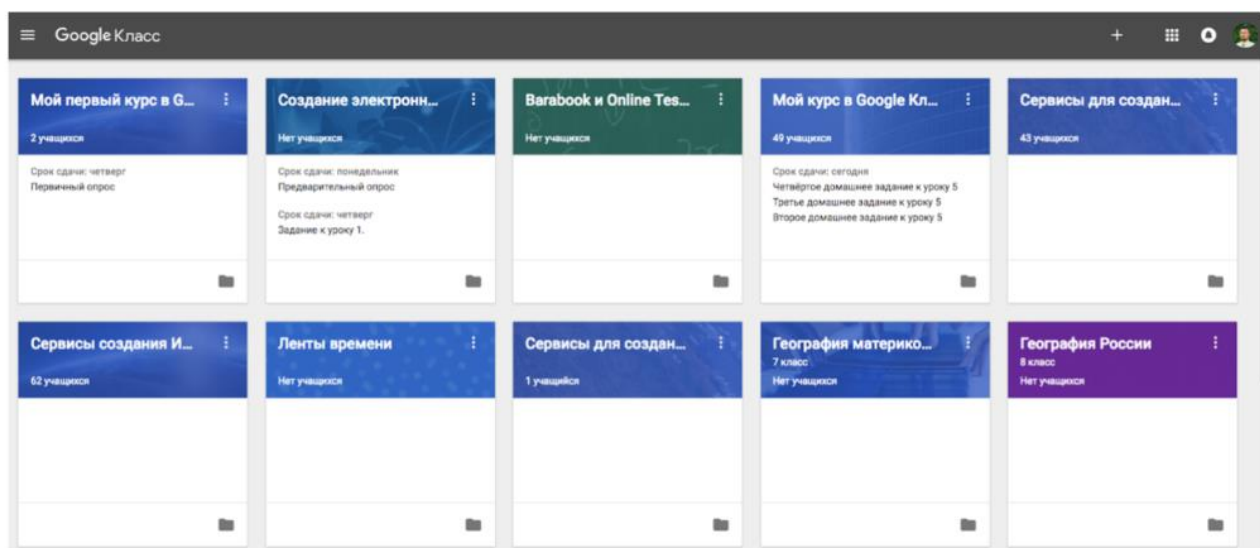 Google Класс
Мой первый курс в G...
2 учащихся
Срок сдачи: четверг
Первичный опрос
Создание электронн...
Нет учащихся
Срок сдачи: понедельник
Предварительный опрос
Срок сдачи: четверг
Задание к уроку 1.
Barabook и Online Tes...
Нет учащихся
Мой курс в Google Кл...
49 учащихся
Срок сдачи: сегодня
Четвёртое домашнее задание к уроку 5
Третье домашнее задание к уроку 5
Второе домашнее задание к уроку 5
Сервисы для создан...
43 учащихся
Сервисы создания И...
62 учащихся
Ленты времени
Нет учащихся
Сервисы для создан...
1 учащийся
География материко...
7 класс
Нет учащихся
География России
8 класс
Нет учащихся